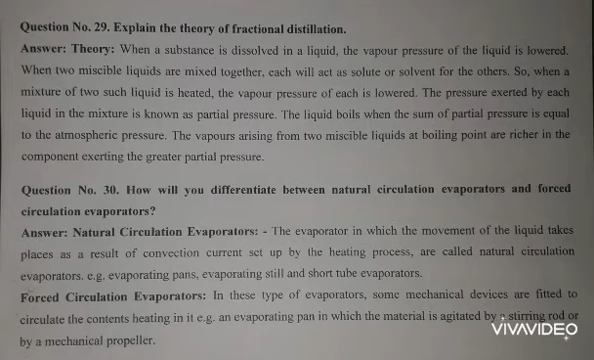 Question No. 29. Explain the theory of fractional distillation.
Answer: Theory: When a substance is dissolved in a liquid, the vapour pressure of the liquid is lowered.
When two miscible liquids are mixed together, each will act as solute or solvent for the others. So, when a
mixture of two such liquid is heated, the vapour pressure of each is lowered. The pressure exerted by each
liquid in the mixture is known as partial pressure. The liquid boils when the sum of partial pressure is equal
to the atmospheric pressure. The vapours arising from two miscible liquids at boiling point are richer in the
component exerting the greater partial pressure.
Question No. 30. How will you differentiate between natural circulation evaporators and forced
circulation evaporators?
Answer: Natural Circulation Evaporators: - The evaporator in which the movement of the liquid takes
places as a result of convection current set up by the heating process, are called natural circulation
evaporators. e.g. evaporating pans, evaporating still and short tube evaporators.
Forced Circulation Evaporators: In these type of evaporators, some mechanical devices are fitted to
circulate the contents heating in it e.g. an evaporating pan in which the material is agitated by stirring rod or
by a mechanical propeller.
VIVAVIDEO